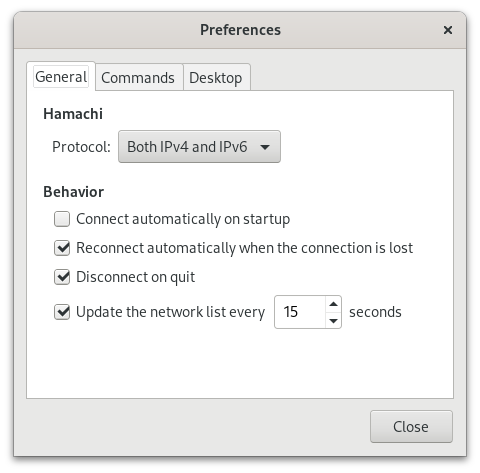 Preferences
General Commands Desktop
Hamachi
Protocol: Both IPv4 and IPv6
Behavior
Connect automatically on startup
Reconnect automatically when the connection is lost
Disconnect on quit
Update the network list every 15 seconds
Close